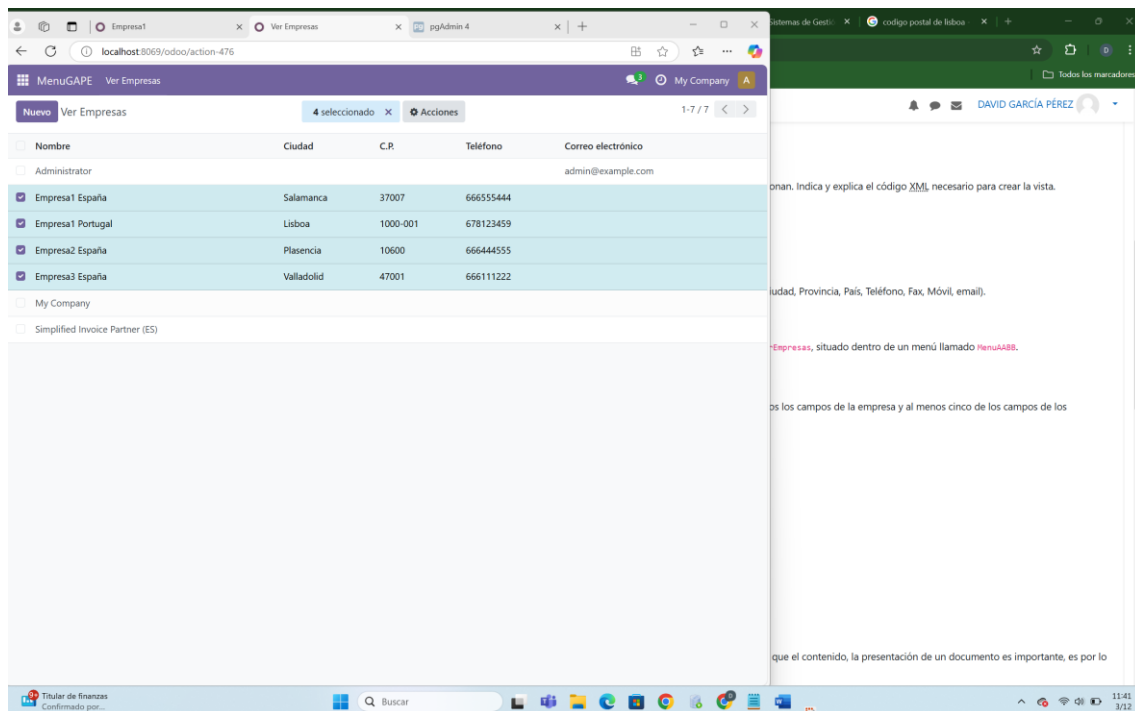 Empresa1
Ver Empresas
pgAdmin 4
Sistemas de Gestió
codigo postal de lisboa
localhost:8069/odoo/action-476
D
Todos los marcadores
MenuGAPE Ver Empresas
3
My Company
A
DAVID GARCÍA PÉREZ
Nuevo Ver Empresas
4 seleccionado
Acciones
1-7 / 7
Nombre Ciudad C.P. Teléfono Correo electrónico
Administrator admin@example.com
Empresa1 España Salamanca 37007 666555444
Empresa1 Portugal Lisboa 1000-001 678123459
Empresa2 España Plasencia 10600 666444555
Empresa3 España Valladolid 47001 666111222
My Company
Simplified Invoice Partner (ES)
onan. Indica y explica el código XML necesario para crear la vista.
iudad, Provincia, País, Teléfono, Fax, Móvil, email).
rEmpresas, situado dentro de un menú llamado MenuAABB.
os los campos de la empresa y al menos cinco de los campos de los
que el contenido, la presentación de un documento es importante, es por lo
9+
Titular de finanzas
Confirmado por...
Buscar
11:41
3/12